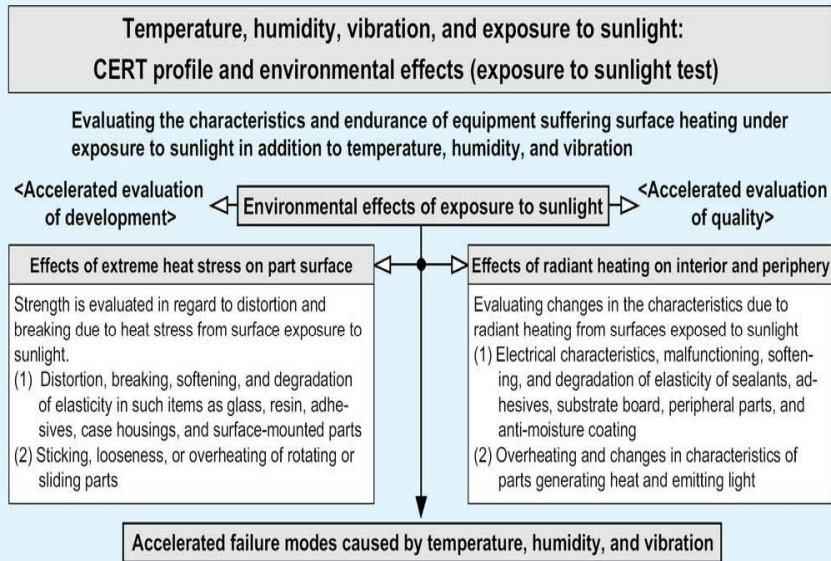 Temperature, humidity, vibration, and exposure to sunlight:
CERT profile and environmental effects (exposure to sunlight test)
Evaluating the characteristics and endurance of equipment suffering surface heating under
exposure to sunlight in addition to temperature, humidity, and vibration
<Accelerated evaluation
of development>
Environmental effects of exposure to sunlight
<Accelerated evaluation
of quality>
Effects of extreme heat stress on part surface
Strength is evaluated in regard to distortion and
breaking due to heat stress from surface exposure to
sunlight.
(1) Distortion, breaking, softening, and degradation
of elasticity in such items as glass, resin, adhe-
sives, case housings, and surface-mounted parts
(2) Sticking, looseness, or overheating of rotating or
sliding parts
Effects of radiant heating on interior and periphery
Evaluating changes in the characteristics due to
radiant heating from surfaces exposed to sunlight
(1) Electrical characteristics, malfunctioning, soften-
ing, and degradation of elasticity of sealants, ad-
hesives, substrate board, peripheral parts, and
anti-moisture coating
(2) Overheating and changes in characteristics of
parts generating heat and emitting light
Accelerated failure modes caused by temperature, humidity, and vibration